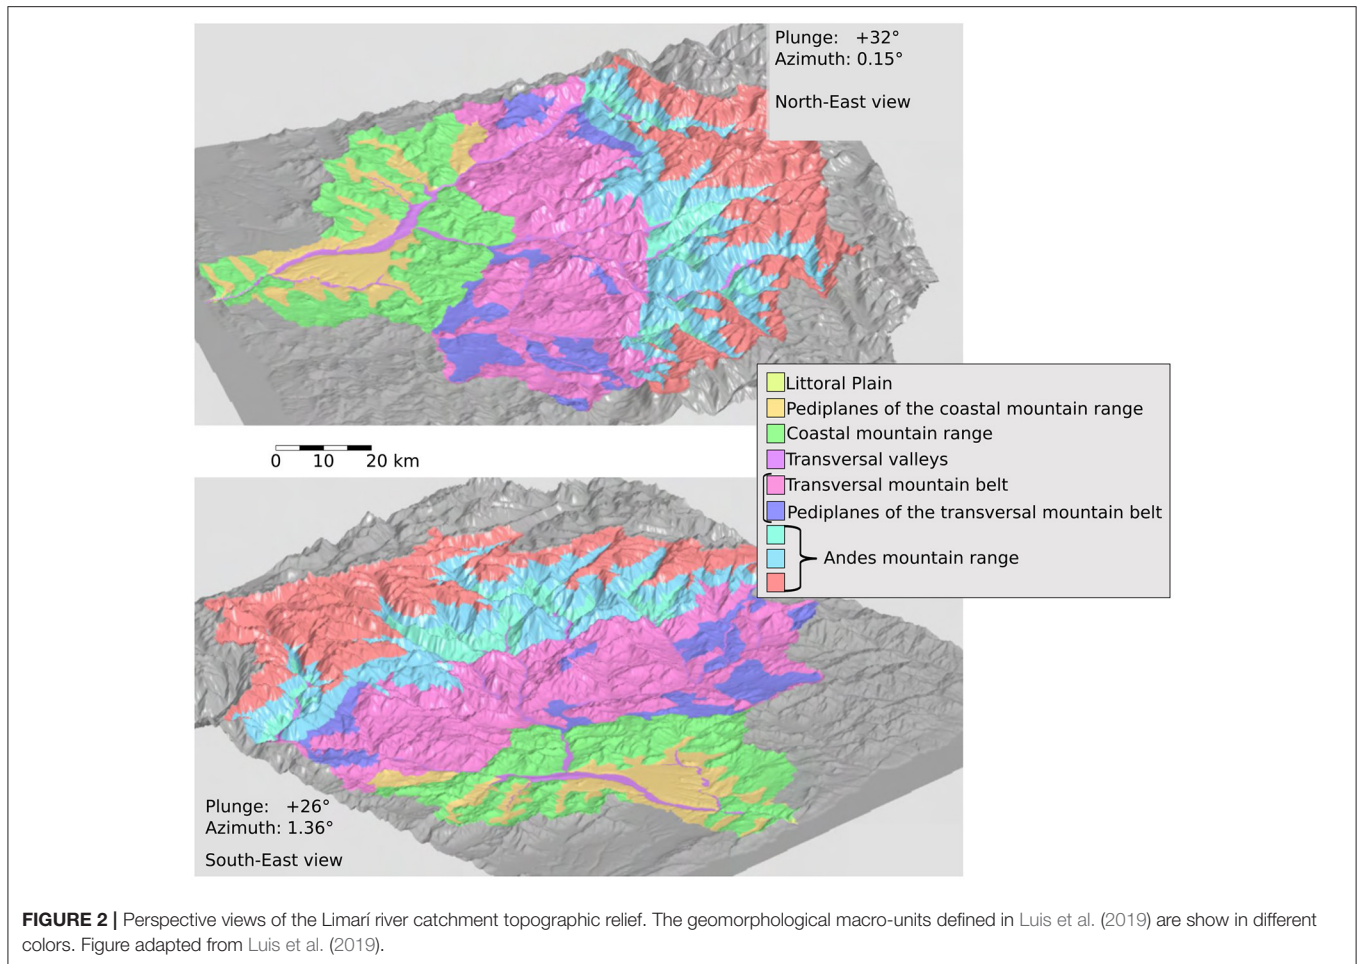 Plunge:   +32°
Azimuth: 0.15°
North-East view
Littoral Plain
Pediplanes of the coastal mountain range
Coastal mountain range
Transversal valleys
Transversal mountain belt
Pediplanes of the transversal mountain belt
Andes mountain range
0 10 20 km
Plunge:   +26°
Azimuth: 1.36°
South-East view
FIGURE 2 | Perspective views of the Limarí river catchment topographic relief. The geomorphological macro-units defined in Luis et al. (2019) are show in different
colors. Figure adapted from Luis et al. (2019).